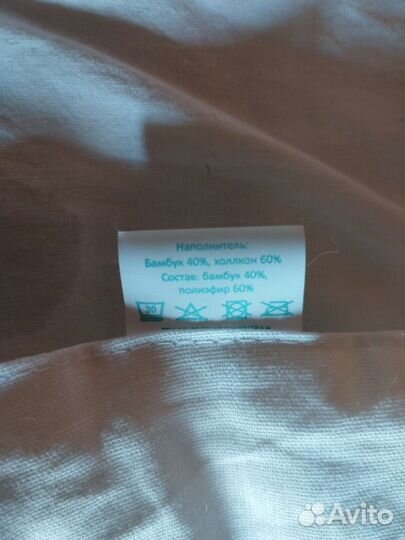 Наполнитель:
Бамбук 40%, холлкон 60%
Состав: бамбук 40%,
полиэфир 60%
30
Avito